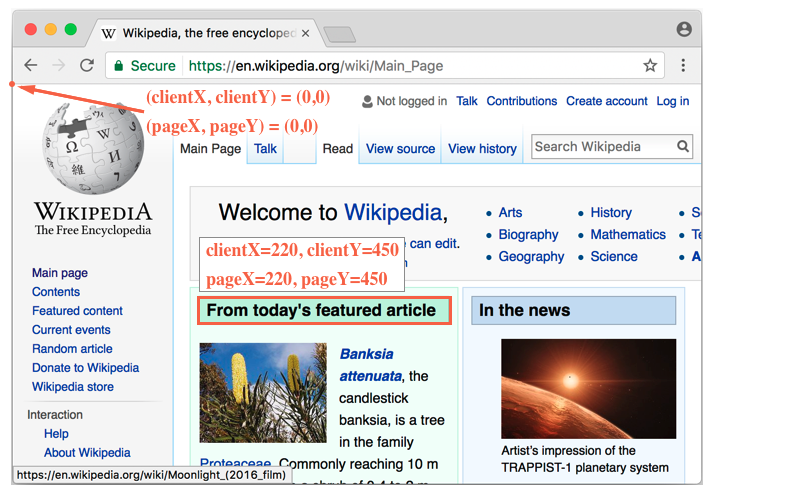 Wikipedia, the free encycloped
Secure https://en.wikipedia.org/wiki/Main_Page
(clientX, clientY) = (0,0)
(pageX, pageY) = (0,0)
Not logged in Talk Contributions Create account Log in
Main Page Talk Read View source View history Search Wikipedia
WIKIPEDIA
The Free Encyclopedia
Main page
Contents
Featured content
Current events
Random article
Donate to Wikipedia
Wikipedia store
Interaction
Help
About Wikipedia
Welcome to Wikipedia,
can edit.
Arts
Biography
Geography
History
Mathematics
Science
clientX=220, clientY=450
pageX=220, pageY=450
From today's featured article
Banksia
attenuata, the
candlestick
banksia, is a tree
in the family
Proteaceae. Commonly reaching 10 m
In the news
Artist's impression of the
TRAPPIST-1 planetary system
https://en.wikipedia.org/wiki/Moonlight_(2016_film)